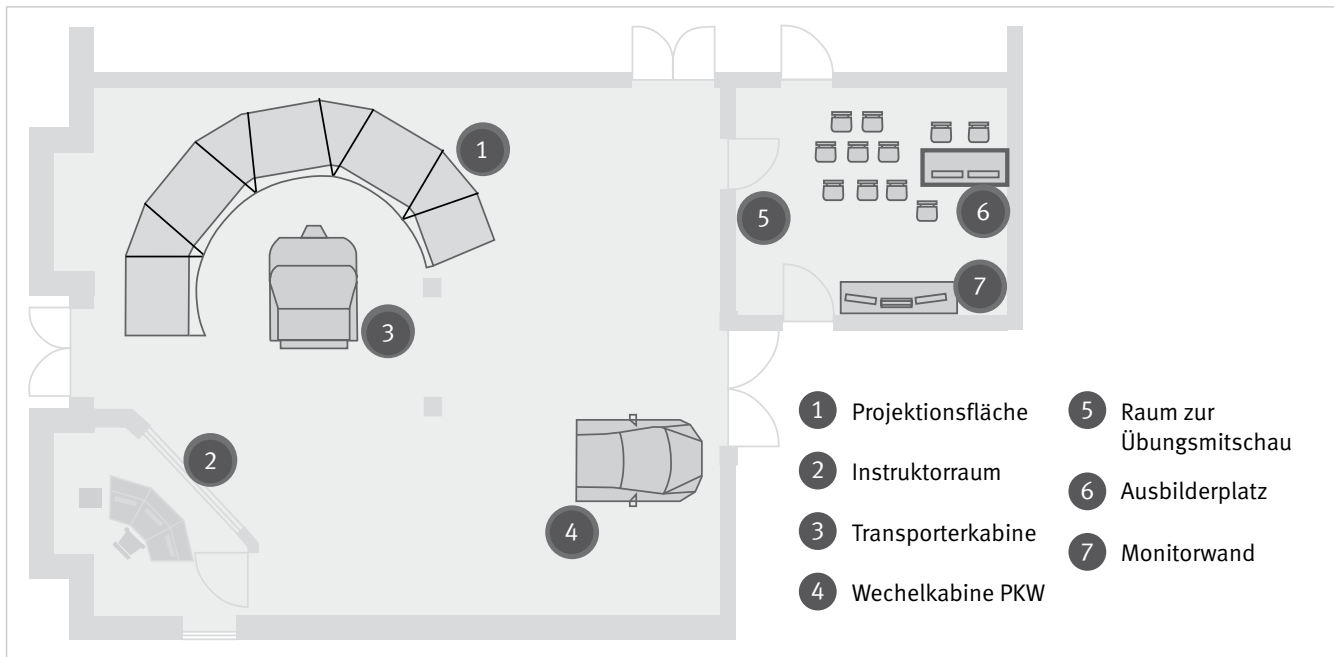 1
5
6
7
3
2
4
1 Projektionsfläche
2 Instruktorraum
3 Transporterkabine
4 Wechelkabine PKW
5 Raum zur
Übungsmitschau
6 Ausbilderplatz
7 Monitorwand